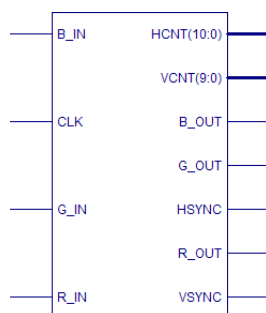 B_IN HCNT(10:0)
VCNT(9:0)
CLK B_OUT
G_OUT
G_IN HSYNC
R_OUT
R_IN VSYNC